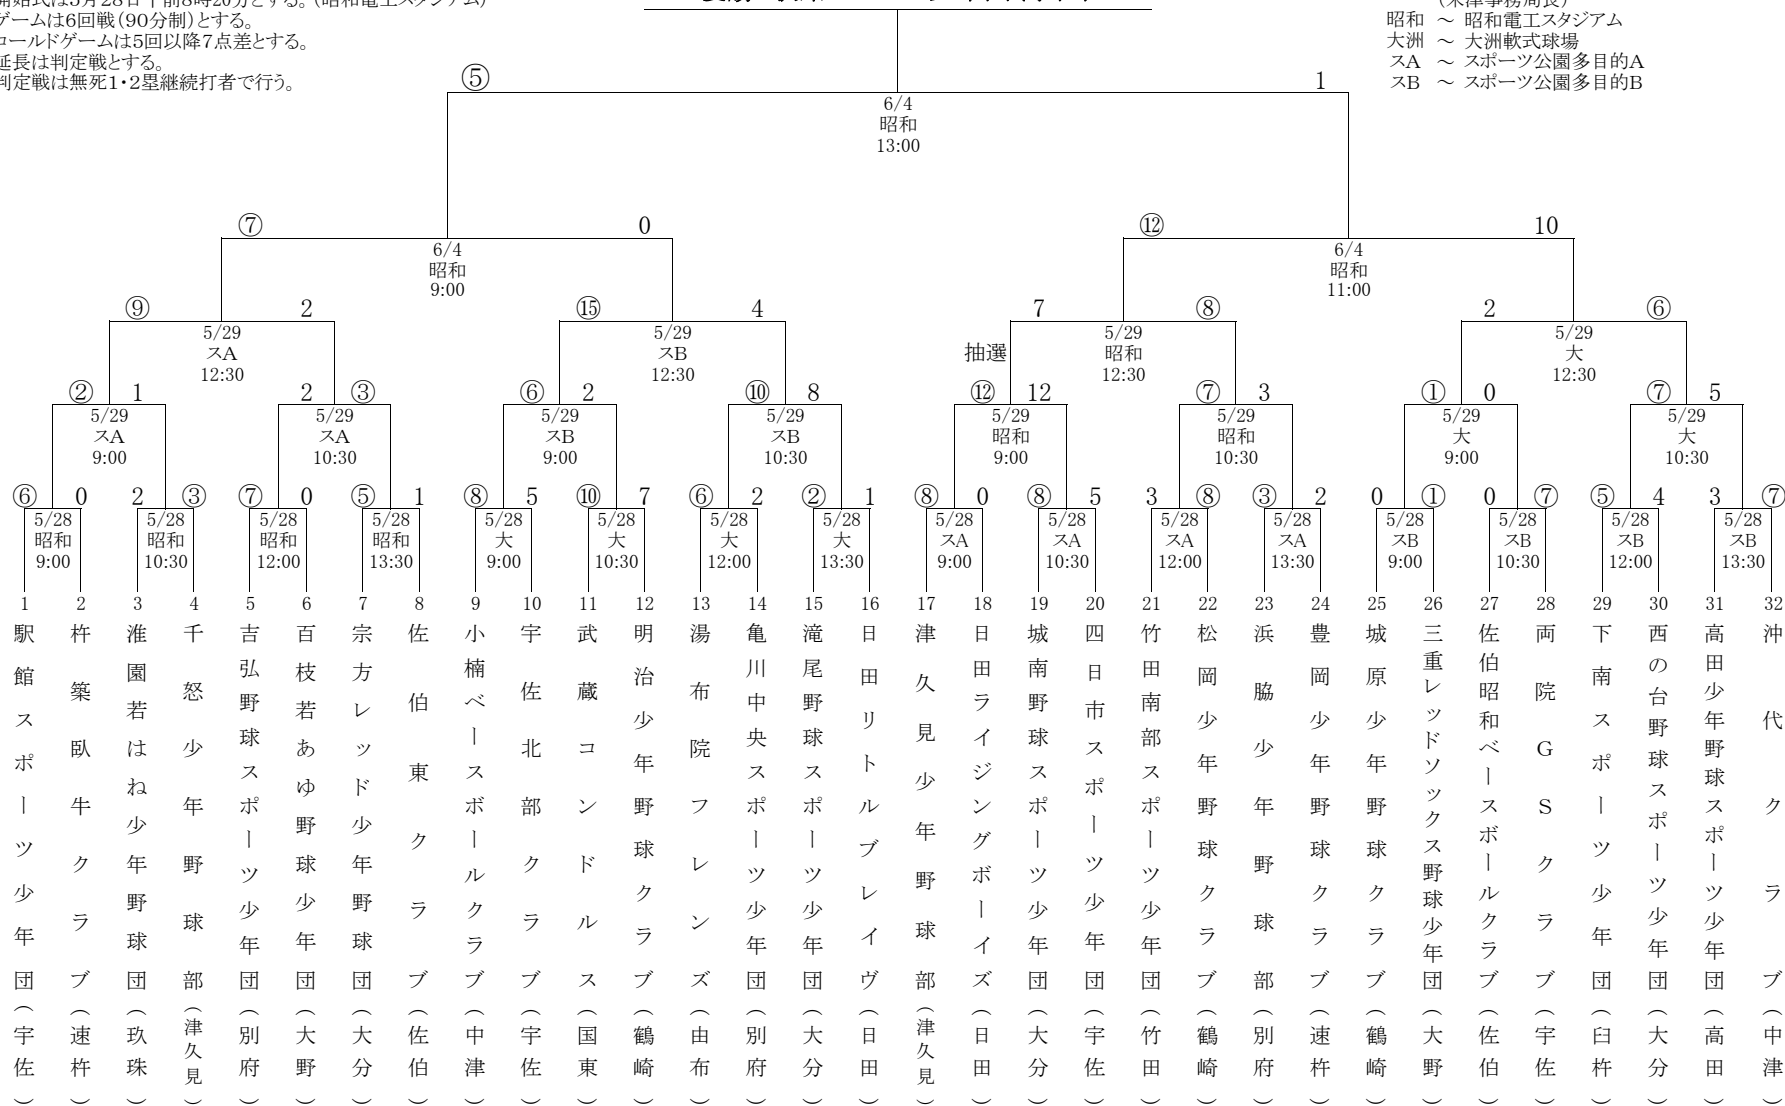 ゲームは6回戦(90分制)とする。
コールドゲームは5回以降7点差とする。
延長は判定戦とする。
判定戦は無死1・2塁継続打者で行う。
昭和 ～ 昭和電工スタジアム
大洲 ～ 大洲軟式球場
スA ～ スポーツ公園多目的A
スB ～ スポーツ公園多目的B
⑤ 1
6/4
昭和
13:00
⑦ 0 ⑫ 10
6/4 6/4
昭和 昭和
9:00 11:00
⑨ 2 ⑮ 4 7 ⑧ 2 ⑥
5/29 5/29 5/29 5/29
スA スB 昭和 大
12:30 12:30 12:30 12:30
抽選
② 1 2 ③ ⑥ 2 ⑩ 8 ⑫ 12 ⑦ 3 ① 0 ⑦ 5
5/29 5/29 5/29 5/29 5/29 5/29 5/29 5/29
スA スA スB スB 昭和 昭和 大 大
9:00 10:30 9:00 10:30 9:00 10:30 9:00 10:30
⑥ 0 2 ③ ⑦ 0 ⑤ 1 ⑧ 5 ⑩ 7 ⑥ 2 ② 1 ⑧ 0 ⑧ 5 3 ⑧ ③ 2 0 ① 0 ⑦ ⑤ 4 3 ⑦
5/28 5/28 5/28 5/28 5/28 5/28 5/28 5/28 5/28 5/28 5/28 5/28 5/28 5/28 5/28 5/28
昭和 昭和 昭和 昭和 大 大 大 大 スA スA スA スA スB スB スB スB
9:00 10:30 12:00 13:30 9:00 10:30 12:00 13:30 9:00 10:30 12:00 13:30 9:00 10:30 12:00 13:30
1 駅館スポーツ少年団(宇佐)
2 杵築臥牛クラブ(速杵)
3 淮園若はね少年野球団(玖珠)
4 千怒少年野球部(津久見)
5 吉弘野球スポーツ少年団(別府)
6 百枝若あゆ野球少年団(大野)
7 宗方レッド少年野球団(大分)
8 佐伯東クラブ(佐伯)
9 小楠ベースボールクラブ(中津)
10 宇佐北部クラブ(宇佐)
11 武蔵コンドルス(国東)
12 明治少年野球クラブ(鶴崎)
13 湯布院フレンズ(由布)
14 亀川中央スポーツ少年団(別府)
15 滝尾野球スポーツ少年団(大分)
16 日田リトルブレイヴ(日田)
17 津久見少年野球部(津久見)
18 日田ライジングボーイズ(日田)
19 城南野球スポーツ少年団(大分)
20 四日市スポーツ少年団(宇佐)
21 竹田南部スポーツ少年団(竹田)
22 松岡少年野球クラブ(鶴崎)
23 浜脇少年野球部(別府)
24 豊岡少年野球クラブ(速杵)
25 城原少年野球クラブ(鶴崎)
26 三重レッドソックス野球少年団(大野)
27 佐伯昭和ベースボールクラブ(佐伯)
28 両院GSクラブ(宇佐)
29 下南スポーツ少年団(臼杵)
30 西の台野球スポーツ少年団(大分)
31 高田少年野球スポーツ少年団(高田)
32 沖代クラブ(中津)